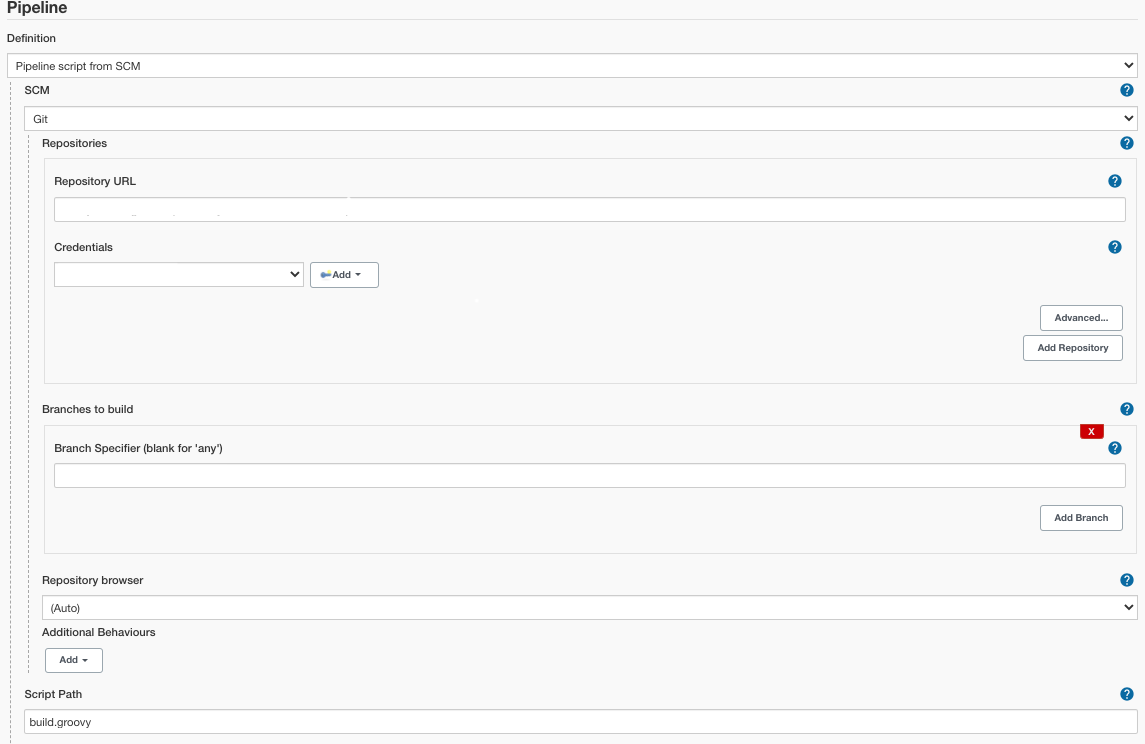 Pipeline
Definition
Pipeline script from SCM
SCM
?
Git
Repositories
?
Repository URL
?
Credentials
?
Add
Advanced...
Add Repository
Branches to build
?
X
Branch Specifier (blank for 'any')
?
Add Branch
Repository browser
?
(Auto)
Additional Behaviours
Add
Script Path
?
build.groovy